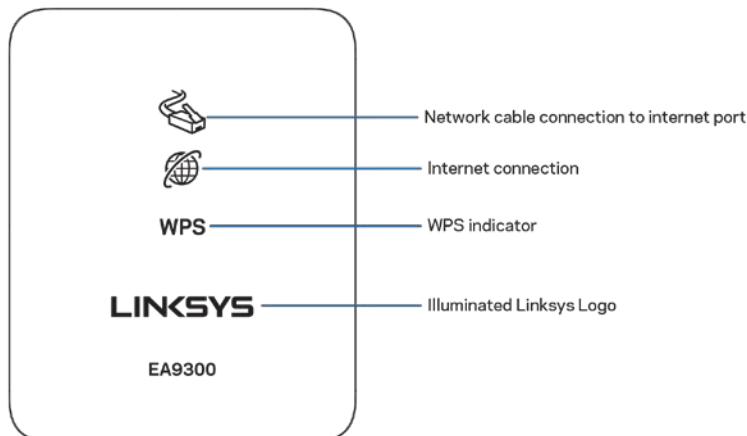 Network cable connection to internet port
Internet connection
WPS
WPS indicator
LINKSYS
Illuminated Linksys Logo
EA9300